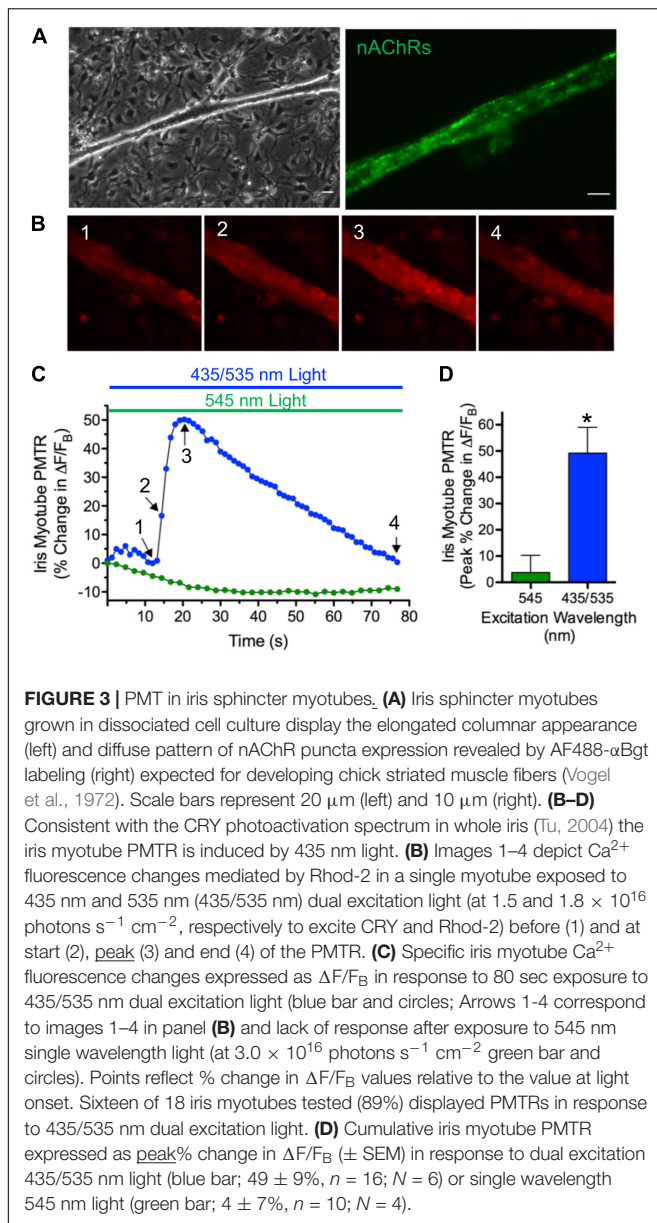 A
nAChRs
B
1
2
3
4
C
435/535 nm Light
545 nm Light
Iris Myotube PMTR
(% Change in ΔF/F_B)
50
40
30
20
10
0
-10
1
2
3
4
0 10 20 30 40 50 60 70 80
Time (s)
D
Iris Myotube PMTR
(Peak % Change in ΔF/F_B)
60
50
40
30
20
10
0
*
545 435/535
Excitation Wavelength
(nm)
FIGURE 3 | PMT in iris sphincter myotubes. (A) Iris sphincter myotubes
grown in dissociated cell culture display the elongated columnar appearance
(left) and diffuse pattern of nAChR puncta expression revealed by AF488-αBgt
labeling (right) expected for developing chick striated muscle fibers (Vogel
et al., 1972). Scale bars represent 20 μm (left) and 10 μm (right). (B–D)
Consistent with the CRY photoactivation spectrum in whole iris (Tu, 2004) the
iris myotube PMTR is induced by 435 nm light. (B) Images 1–4 depict Ca²⁺
fluorescence changes mediated by Rhod-2 in a single myotube exposed to
435 nm and 535 nm (435/535 nm) dual excitation light (at 1.5 and 1.8 × 10¹⁶
photons s⁻¹ cm⁻², respectively to excite CRY and Rhod-2) before (1) and at
start (2), peak (3) and end (4) of the PMTR. (C) Specific iris myotube Ca²⁺
fluorescence changes expressed as ΔF/F_B in response to 80 sec exposure to
435/535 nm dual excitation light (blue bar and circles; Arrows 1-4 correspond
to images 1–4 in panel (B) and lack of response after exposure to 545 nm
single wavelength light (at 3.0 × 10¹⁶ photons s⁻¹ cm⁻² green bar and
circles). Points reflect % change in ΔF/F_B values relative to the value at light
onset. Sixteen of 18 iris myotubes tested (89%) displayed PMTRs in response
to 435/535 nm dual excitation light. (D) Cumulative iris myotube PMTR
expressed as peak% change in ΔF/F_B (± SEM) in response to dual excitation
435/535 nm light (blue bar; 49 ± 9%, n = 16; N = 6) or single wavelength
545 nm light (green bar; 4 ± 7%, n = 10; N = 4).